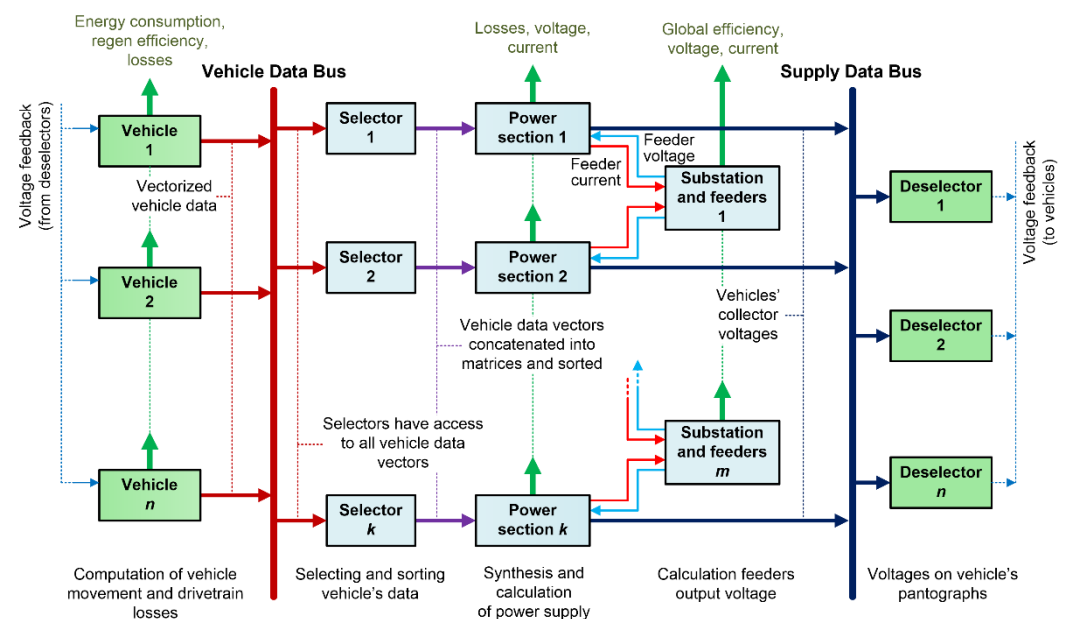 Energy consumption,
regen efficiency,
losses
Losses, voltage,
current
Global efficiency,
voltage, current
Vehicle Data Bus
Supply Data Bus
Voltage feedback
(from deselectors)
Vehicle
1
Vectorized
vehicle data
Vehicle
2
Vehicle
n
Selector
1
Selector
2
Selectors have access
to all vehicle data
vectors
Selector
k
Power
section 1
Feeder
voltage
Feeder
current
Power
section 2
Vehicle data vectors
concatenated into
matrices and sorted
Power
section k
Substation
and feeders
1
Vehicles’
collector
voltages
Substation
and feeders
m
Deselector
1
Deselector
2
Deselector
n
Voltage feedback
(to vehicles)
Computation of vehicle
movement and drivetrain
losses
Selecting and sorting
vehicle’s data
Synthesis and
calculation
of power supply
Calculation feeders
output voltage
Voltages on vehicle’s
pantographs